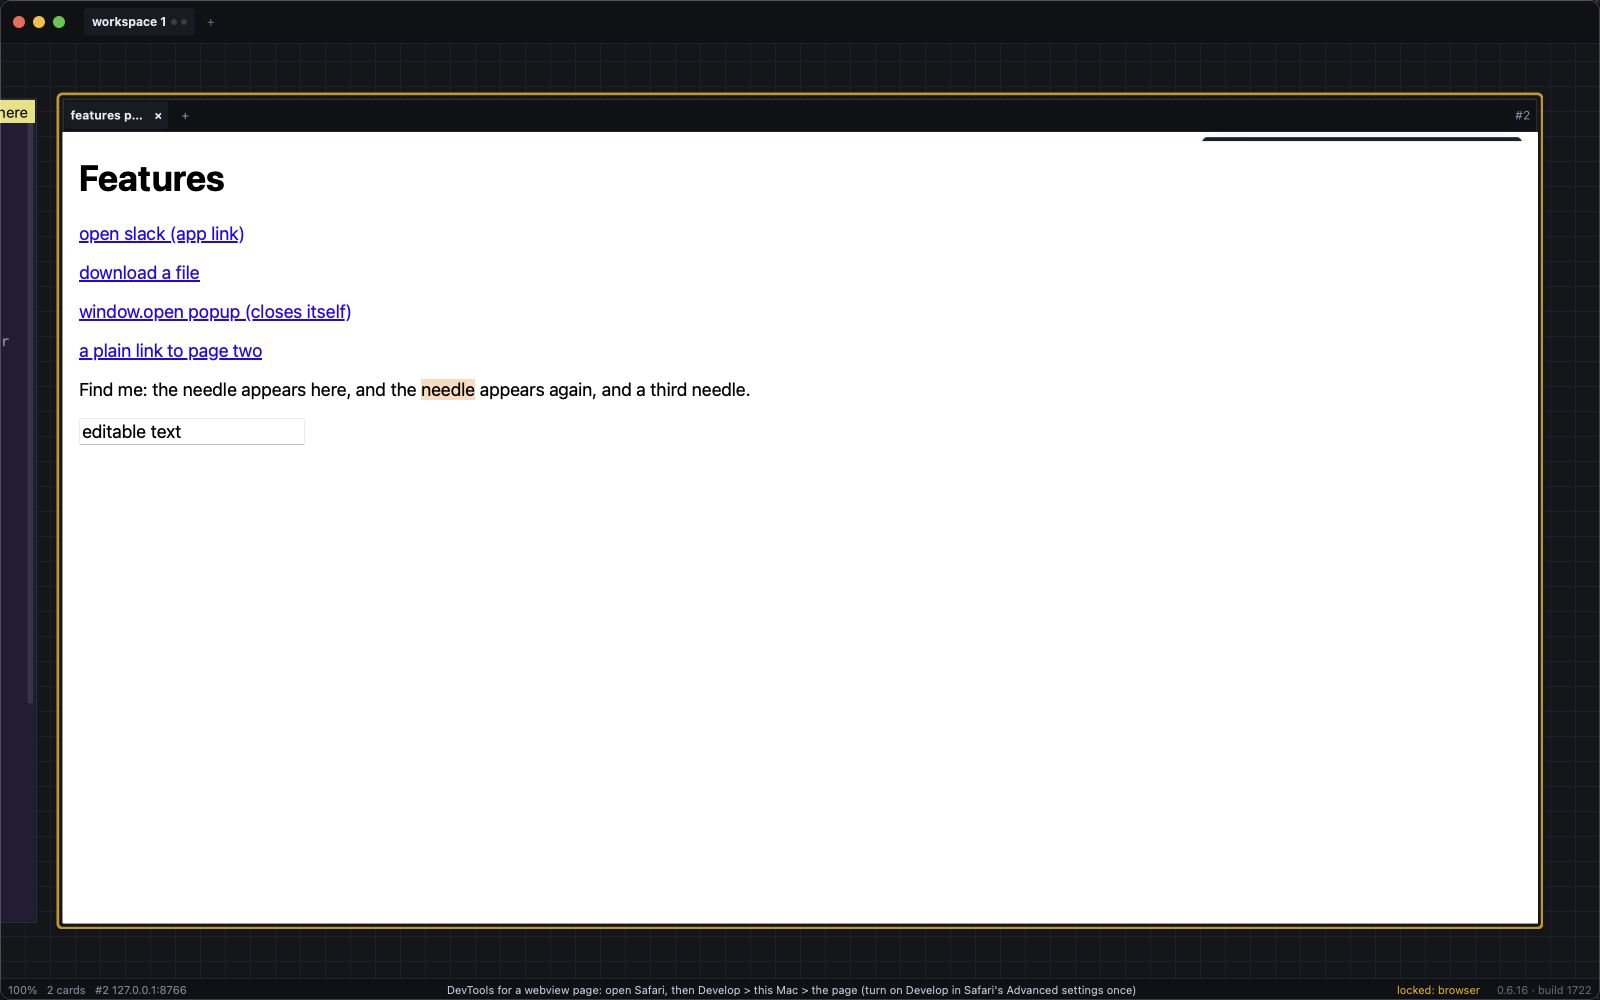 workspace 1
+
here
features p... × +
#2
Features
open slack (app link)
download a file
window.open popup (closes itself)
r
a plain link to page two
Find me: the needle appears here, and the needle appears again, and a third needle.
editable text
100% 2 cards #2 127.0.0.1:8766
DevTools for a webview page: open Safari, then Develop > this Mac > the page (turn on Develop in Safari's Advanced settings once)
locked: browser 0.6.16 · build 1722